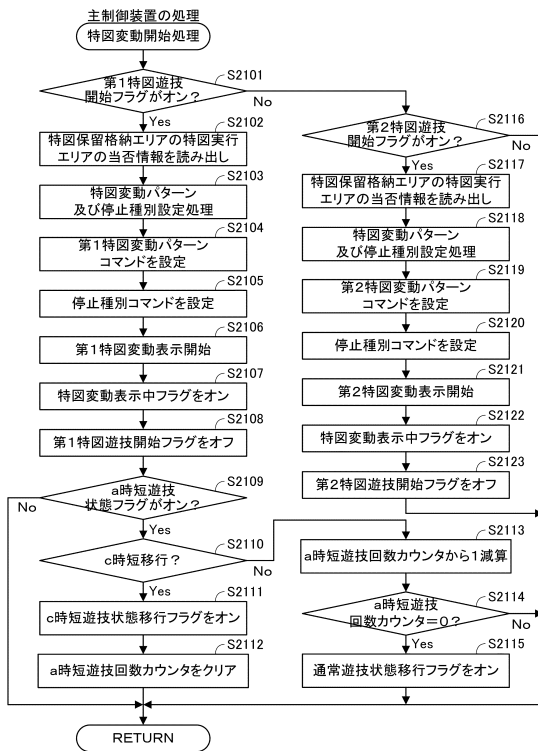 主制御装置の処理
特図変動開始処理
S2101
第1特図遊技
開始フラグがオン？
No
Yes
S2102
特図保留格納エリアの特図実行
エリアの当否情報を読み出し
S2103
特図変動パターン
及び停止種別設定処理
S2104
第1特図変動パターン
コマンドを設定
S2105
停止種別コマンドを設定
S2106
第1特図変動表示開始
S2107
特図変動表示中フラグをオン
S2108
第1特図遊技開始フラグをオフ
S2109
a時短遊技
状態フラグがオン？
No
Yes
S2110
c時短移行？
No
Yes
S2111
c時短遊技状態移行フラグをオン
S2112
a時短遊技回数カウンタをクリア
RETURN
S2116
第2特図遊技
開始フラグがオン？
No
Yes
S2117
特図保留格納エリアの特図実行
エリアの当否情報を読み出し
S2118
特図変動パターン
及び停止種別設定処理
S2119
第2特図変動パターン
コマンドを設定
S2120
停止種別コマンドを設定
S2121
第2特図変動表示開始
S2122
特図変動表示中フラグをオン
S2123
第2特図遊技開始フラグをオフ
S2113
a時短遊技回数カウンタから1減算
S2114
a時短遊技
回数カウンタ=0？
No
Yes
S2115
通常遊技状態移行フラグをオン